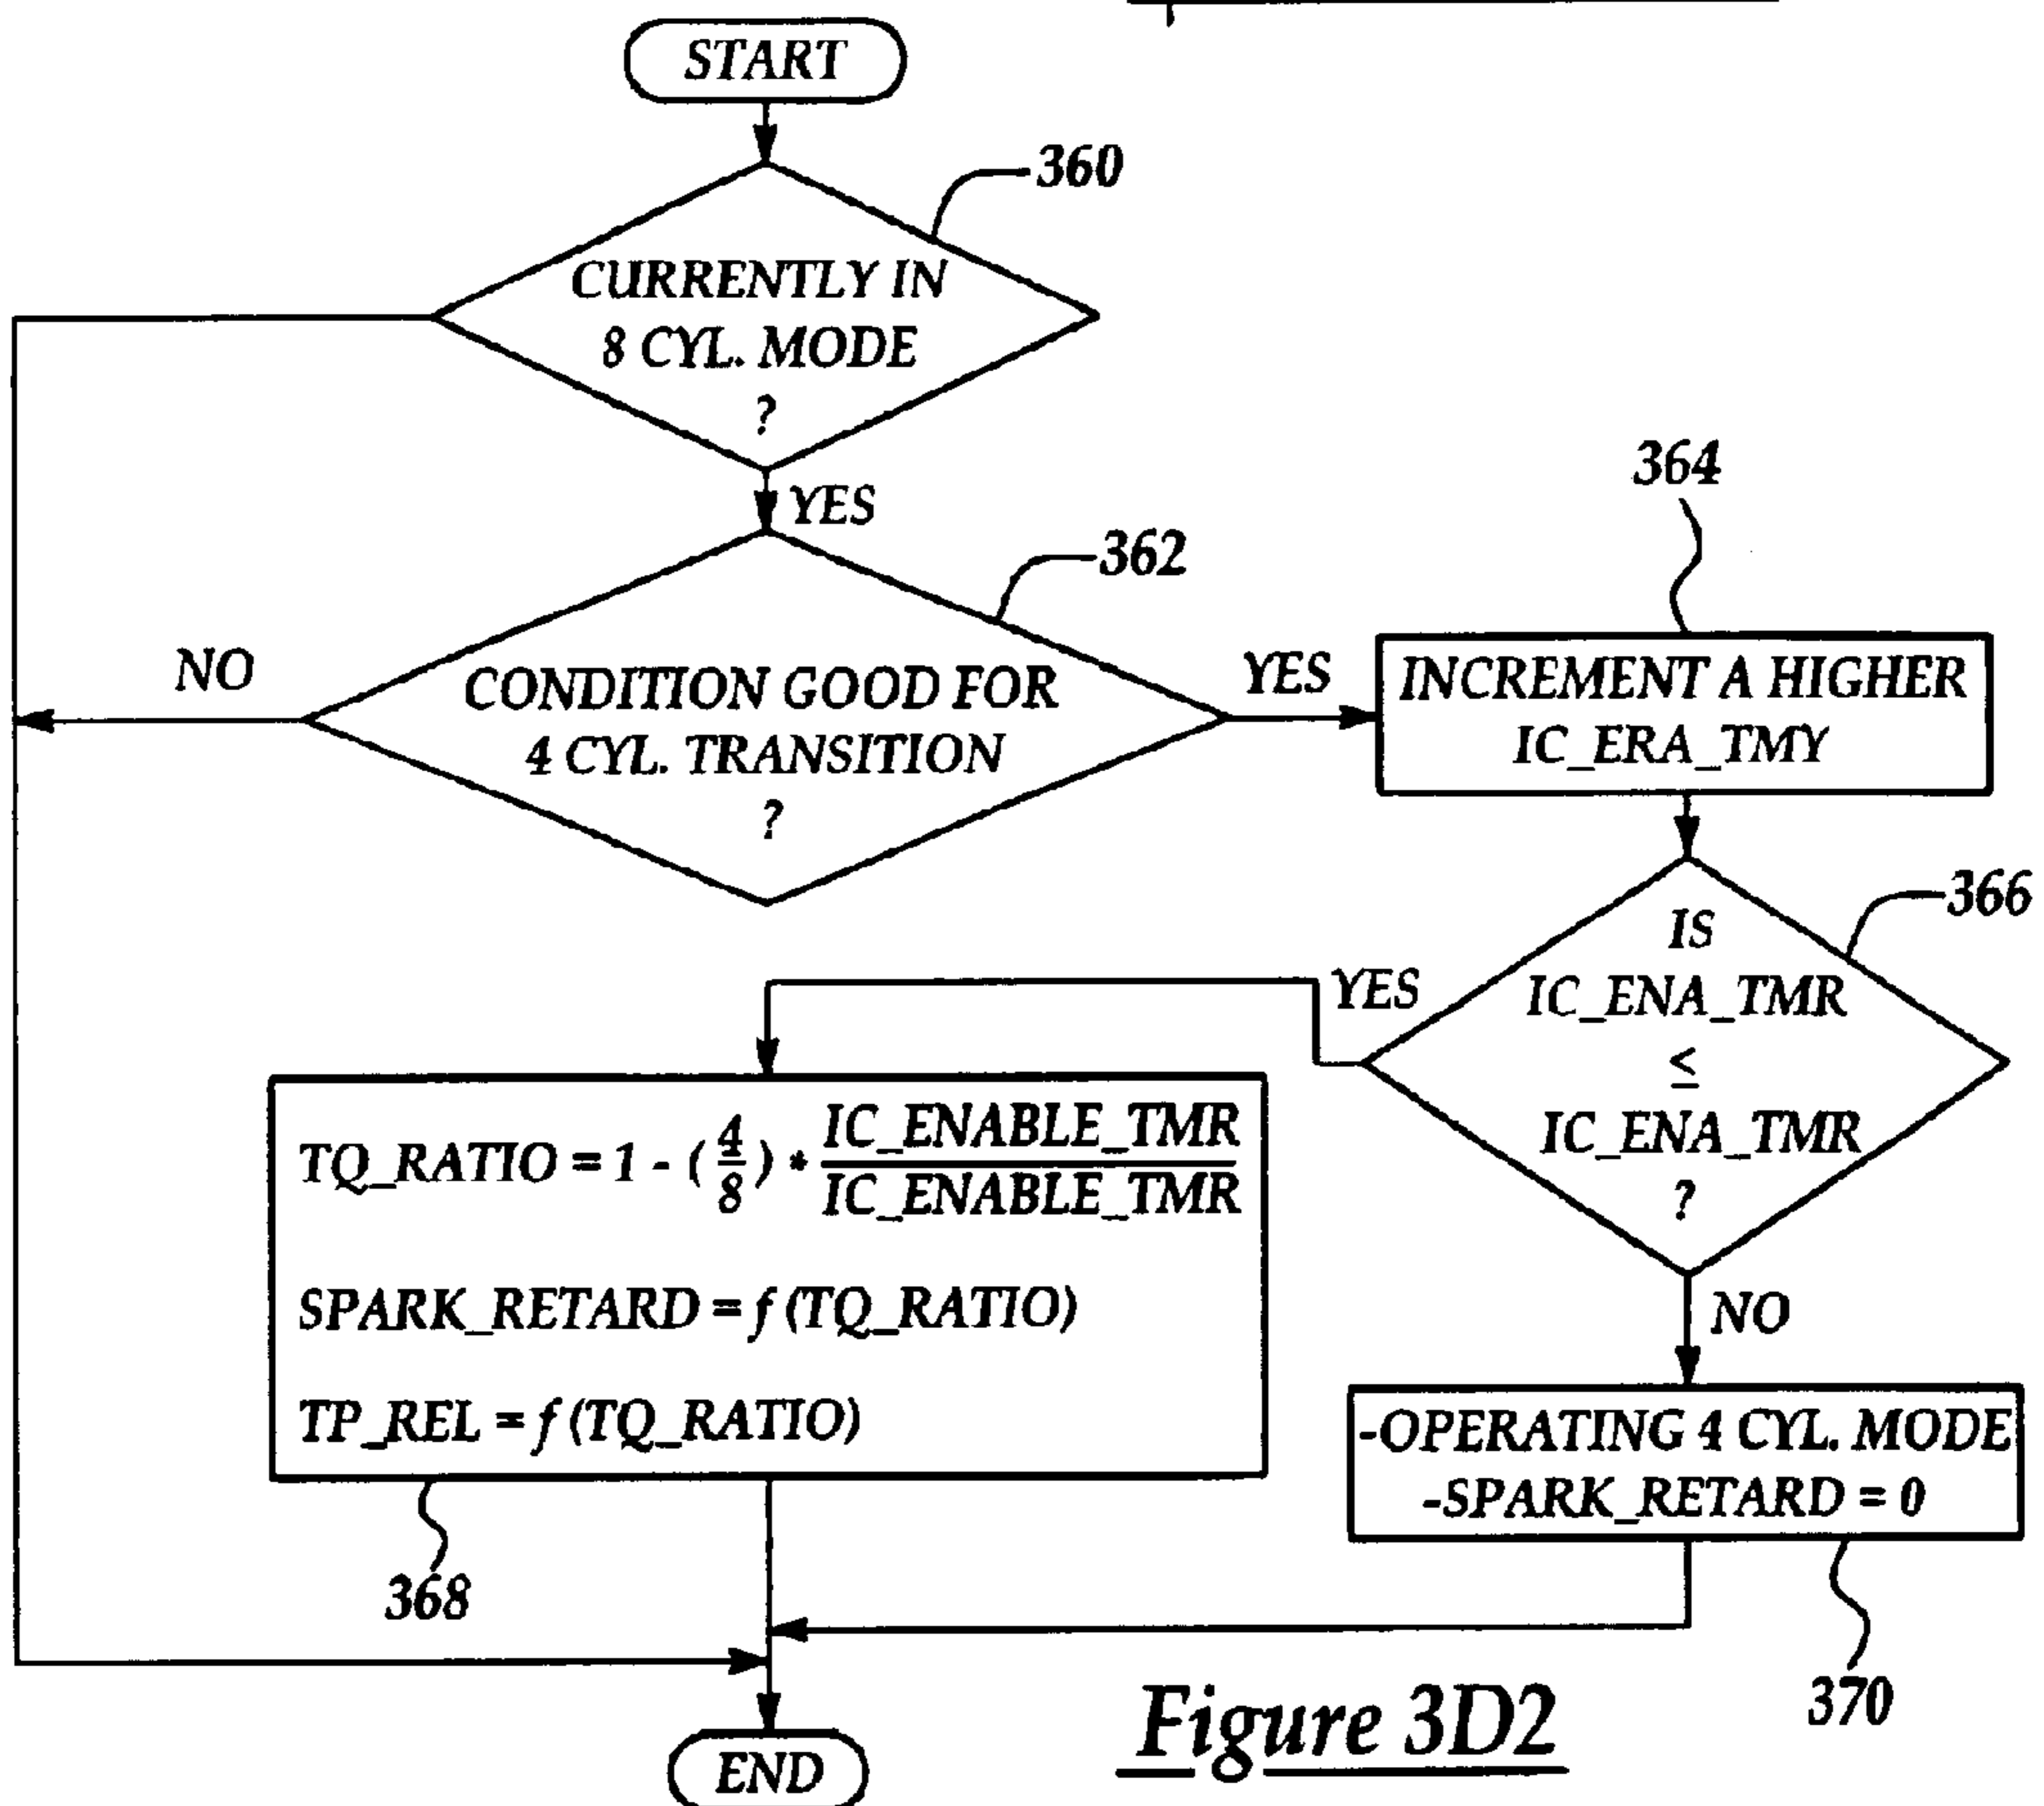 START
360
CURRENTLY IN
8 CYL. MODE
?
YES
362
364
NO
CONDITION GOOD FOR
4 CYL. TRANSITION
?
YES
INCREMENT A HIGHER
IC_ERA_TMY
366
IS
IC_ENA_TMR
≤
IC_ENA_TMR
?
YES
TQ_RATIO = 1 - (4/8) * IC_ENABLE_TMR/IC_ENABLE_TMR
SPARK_RETARD = f (TQ_RATIO)
TP_REL = f (TQ_RATIO)
NO
-OPERATING 4 CYL. MODE
-SPARK_RETARD = 0
368
370
END
Figure 3D2